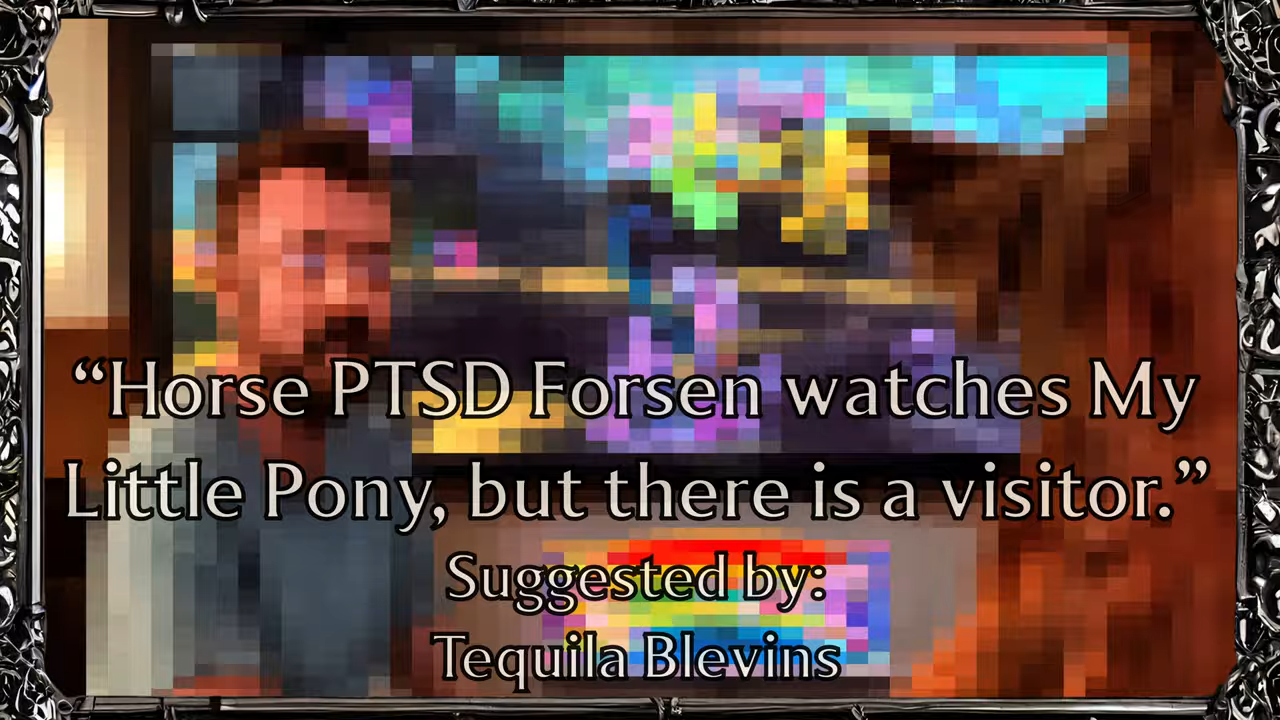 “Horse PTSD Forsen watches My
Little Pony, but there is a visitor.”
Suggested by:
Tequila Blevins